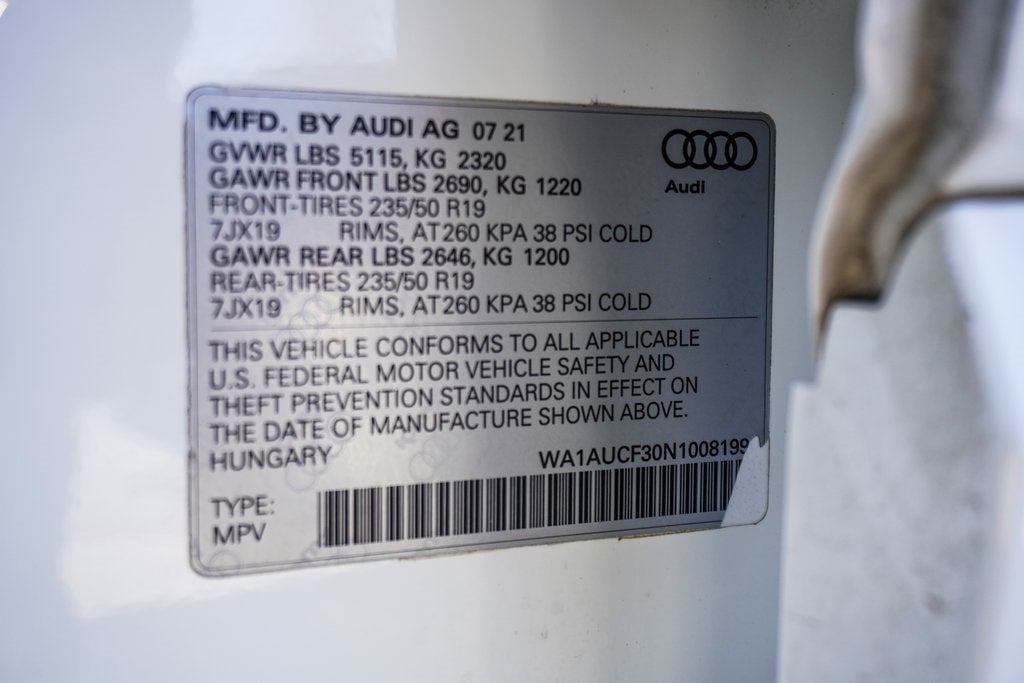 MFD. BY AUDI AG 07 21
GVWR LBS 5115, KG 2320
GAWR FRONT LBS 2690, KG 1220
FRONT-TIRES 235/50 R19
7JX19 RIMS, AT 260 KPA 38 PSI COLD
GAWR REAR LBS 2646, KG 1200
REAR-TIRES 235/50 R19
7JX19 RIMS, AT 260 KPA 38 PSI COLD
Audi
THIS VEHICLE CONFORMS TO ALL APPLICABLE
U.S. FEDERAL MOTOR VEHICLE SAFETY AND
THEFT PREVENTION STANDARDS IN EFFECT ON
THE DATE OF MANUFACTURE SHOWN ABOVE.
HUNGARY WA1AUCF30N1008199
TYPE:
MPV